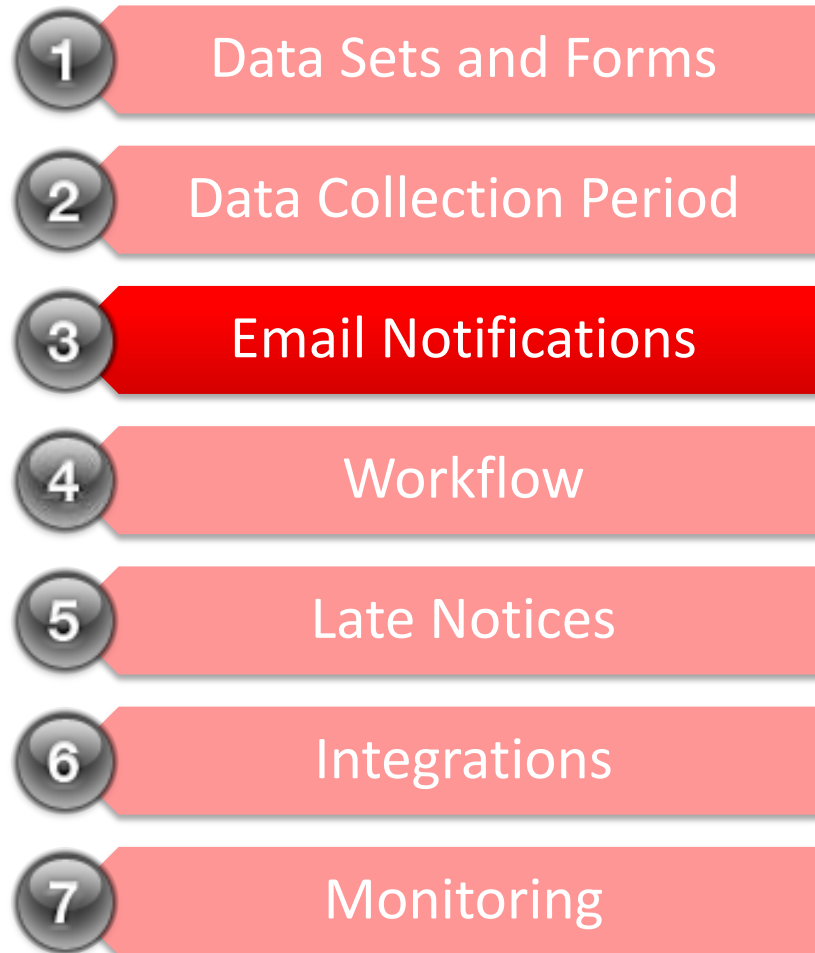 1 Data Sets and Forms
2 Data Collection Period
3 Email Notifications
4 Workflow
5 Late Notices
6 Integrations
7 Monitoring